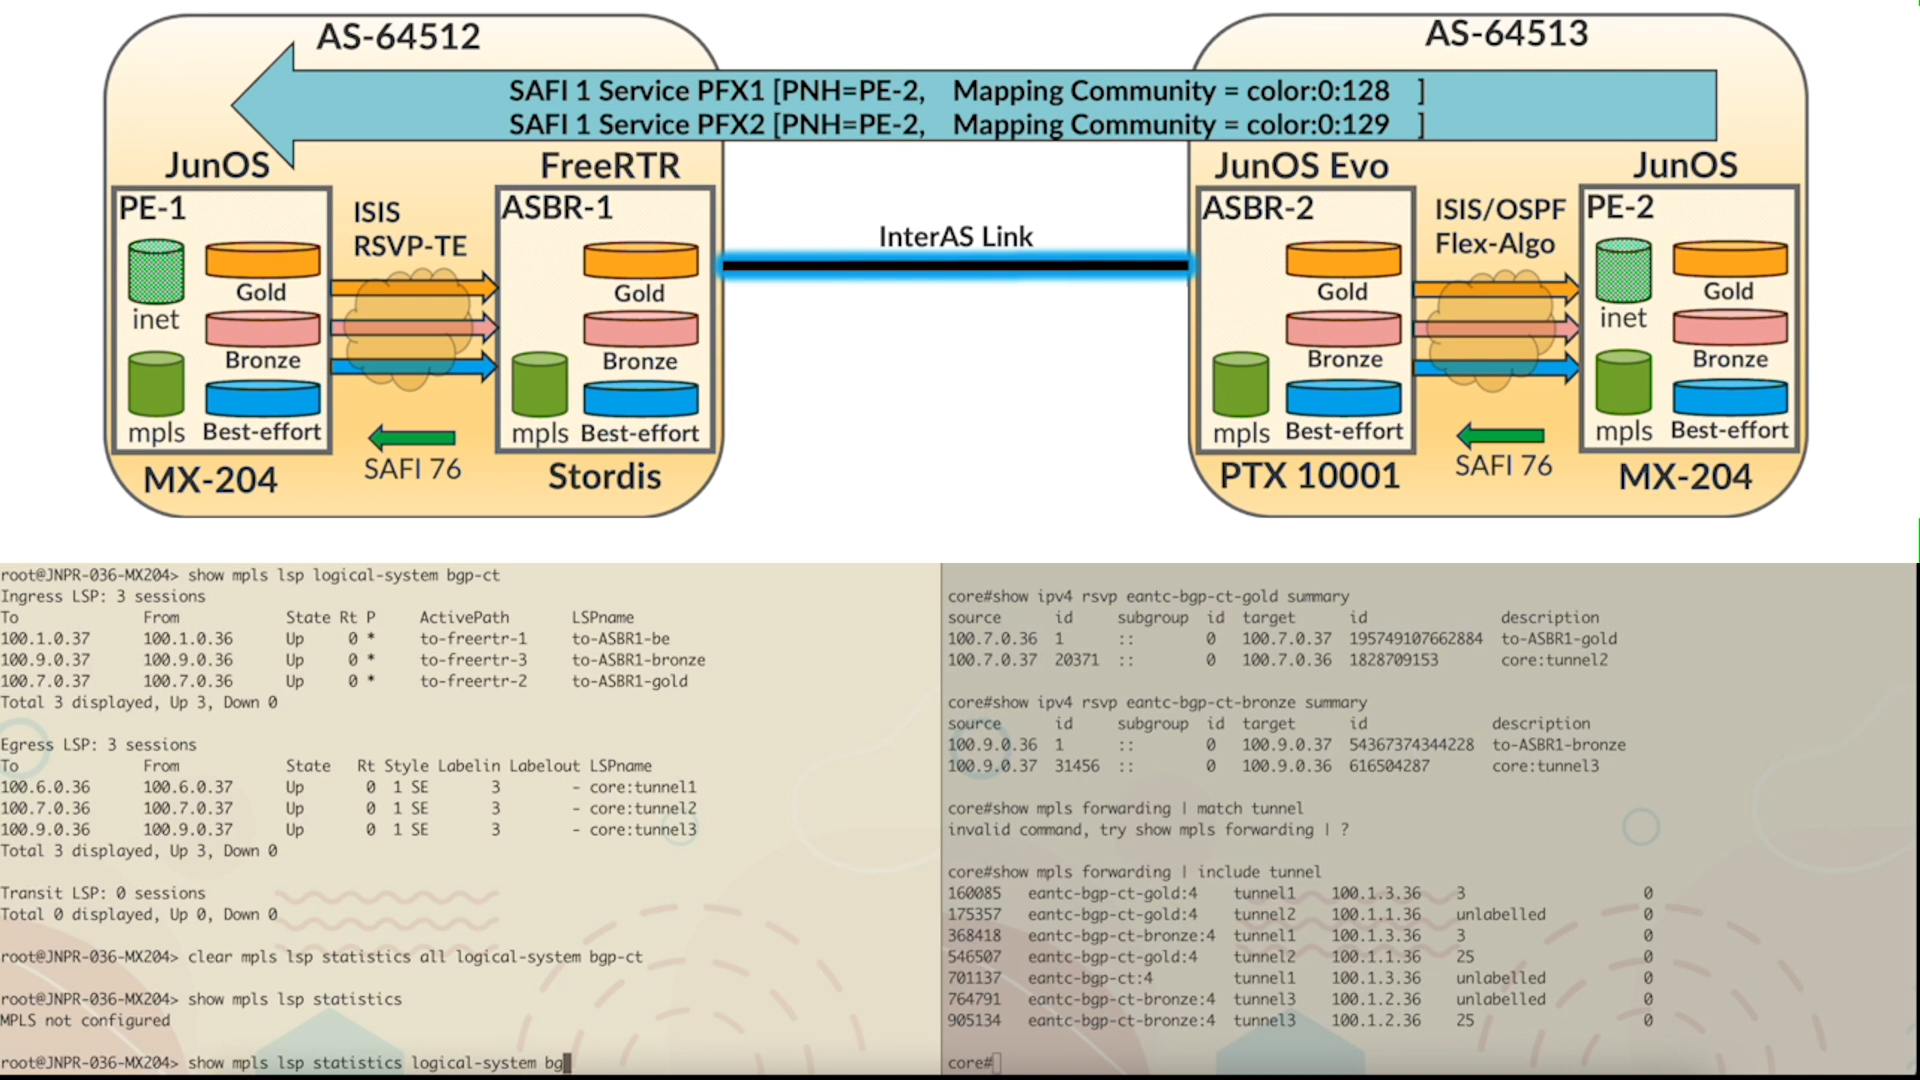 AS-64512
AS-64513
SAFI 1 Service PFX1 [PNH=PE-2, Mapping Community = color:0:128 ]
SAFI 1 Service PFX2 [PNH=PE-2, Mapping Community = color:0:129 ]
JunOS
FreeRTR
JunOS Evo
JunOS
PE-1
ISIS
RSVP-TE
ASBR-1
InterAS Link
ASBR-2
ISIS/OSPF
Flex-Algo
PE-2
Gold
inet
Bronze
mpls
Best-effort
SAFI 76
Gold
Bronze
mpls
Best-effort
Gold
Bronze
mpls
Best-effort
SAFI 76
Gold
inet
Bronze
mpls
Best-effort
MX-204
Stordis
PTX 10001
MX-204
root@JNPR-036-MX204> show mpls lsp logical-system bgp-ct
Ingress LSP: 3 sessions
To From State Rt P ActivePath LSPname
100.1.0.37 100.1.0.36 Up 0 * to-freertr-1 to-ASBR1-be
100.9.0.37 100.9.0.36 Up 0 * to-freertr-3 to-ASBR1-bronze
100.7.0.37 100.7.0.36 Up 0 * to-freertr-2 to-ASBR1-gold
Total 3 displayed, Up 3, Down 0
Egress LSP: 3 sessions
To From State Rt Style Labelin Labelout LSPname
100.6.0.36 100.6.0.37 Up 0 1 SE 3 - core:tunnel1
100.7.0.36 100.7.0.37 Up 0 1 SE 3 - core:tunnel2
100.9.0.36 100.9.0.37 Up 0 1 SE 3 - core:tunnel3
Total 3 displayed, Up 3, Down 0
Transit LSP: 0 sessions
Total 0 displayed, Up 0, Down 0
root@JNPR-036-MX204> clear mpls lsp statistics all logical-system bgp-ct
root@JNPR-036-MX204> show mpls lsp statistics
MPLS not configured
root@JNPR-036-MX204> show mpls lsp statistics logical-system bg
core#show ipv4 rsvp eantc-bgp-ct-gold summary
source id subgroup id target id description
100.7.0.36 1 :: 0 100.7.0.37 195749107662884 to-ASBR1-gold
100.7.0.37 20371 :: 0 100.7.0.36 1828709153 core:tunnel2
core#show ipv4 rsvp eantc-bgp-ct-bronze summary
source id subgroup id target id description
100.9.0.36 1 :: 0 100.9.0.37 54367374344228 to-ASBR1-bronze
100.9.0.37 31456 :: 0 100.9.0.36 616504287 core:tunnel3
core#show mpls forwarding | match tunnel
invalid command, try show mpls forwarding | ?
core#show mpls forwarding | include tunnel
160085 eantc-bgp-ct-gold:4 tunnel1 100.1.3.36 3 0
175357 eantc-bgp-ct-gold:4 tunnel2 100.1.1.36 unlabelled 0
368418 eantc-bgp-ct-bronze:4 tunnel1 100.1.3.36 3 0
546507 eantc-bgp-ct-gold:4 tunnel2 100.1.1.36 25 0
701137 eantc-bgp-ct:4 tunnel1 100.1.3.36 unlabelled 0
764791 eantc-bgp-ct-bronze:4 tunnel3 100.1.2.36 unlabelled 0
905134 eantc-bgp-ct-bronze:4 tunnel3 100.1.2.36 25 0
core#